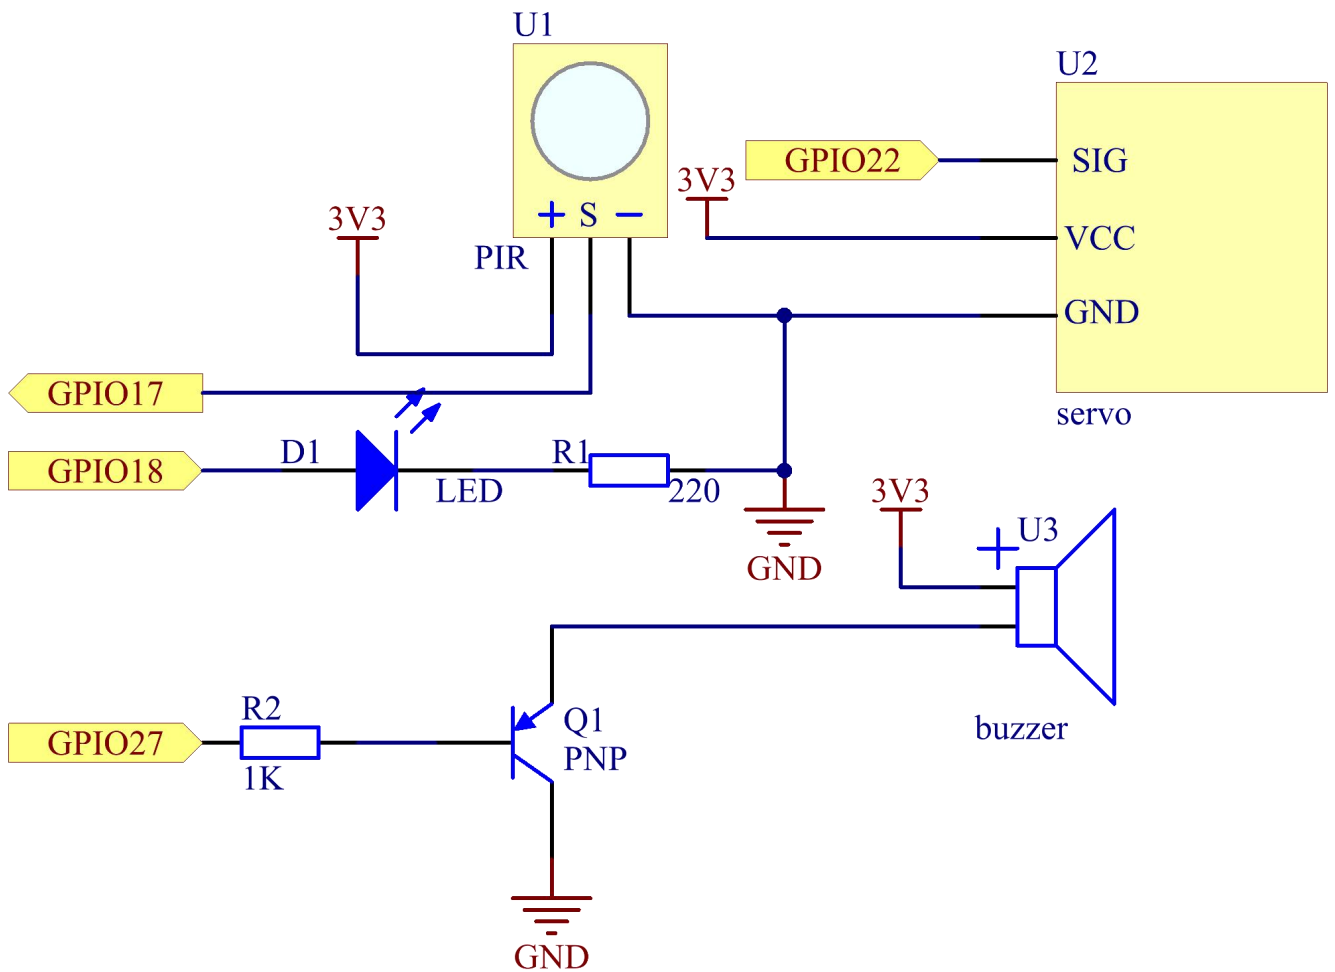 U1
U2
GPIO22
SIG
3V3
+ S −
3V3
VCC
PIR
GND
GPIO17
servo
D1
R1
GPIO18
LED
220
3V3
U3
+
GND
R2
Q1
buzzer
GPIO27
PNP
1K
GND